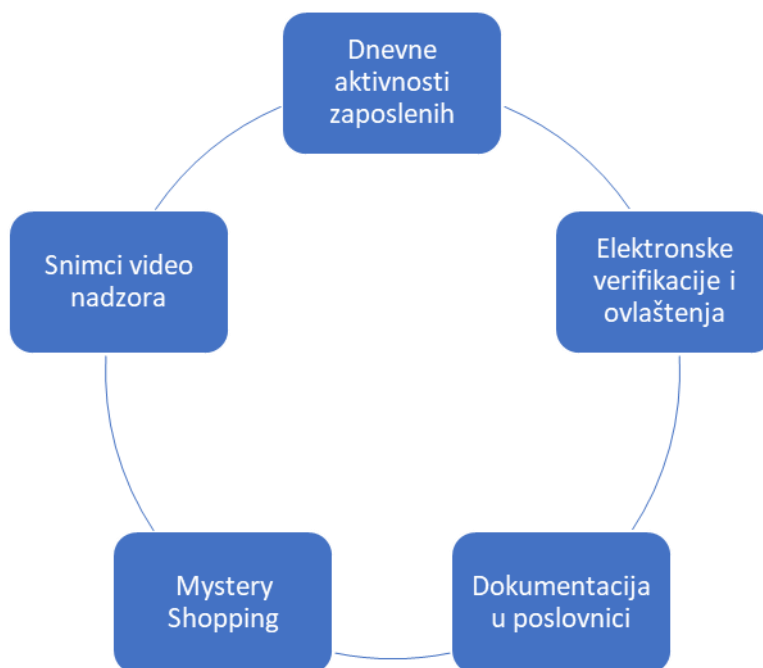 Dnevne
aktivnosti
zaposlenih
Elektronske
verifikacije i
ovlaštenja
Dokumentacija
u poslovnici
Mystery
Shopping
Snimci video
nadzora